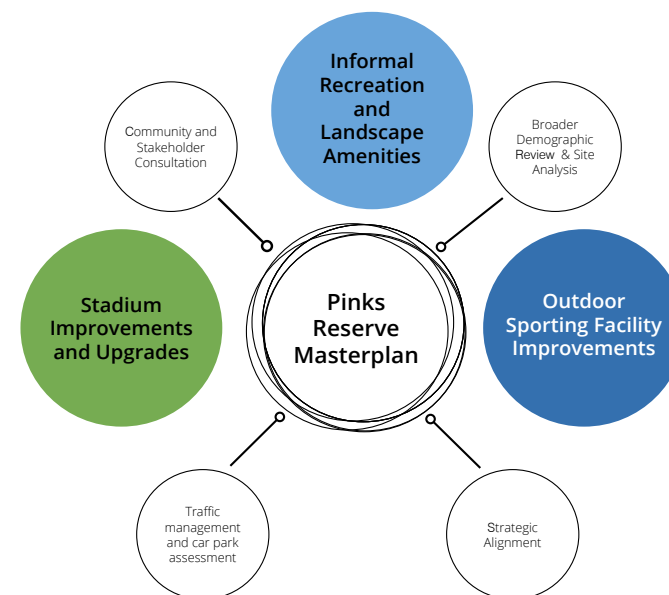 Informal
Recreation
and
Landscape
Amenities
Community and
Stakeholder
Consultation
Broader
Demographic
Review & Site
Analysis
Stadium
Improvements
and Upgrades
Pinks
Reserve
Masterplan
Outdoor
Sporting Facility
Improvements
Traffic
management
and car park
assessment
Strategic
Alignment